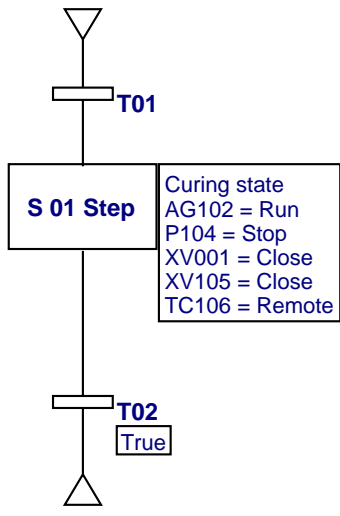 T01
S 01 Step
Curing state
AG102 = Run
P104 = Stop
XV001 = Close
XV105 = Close
TC106 = Remote
T02
True